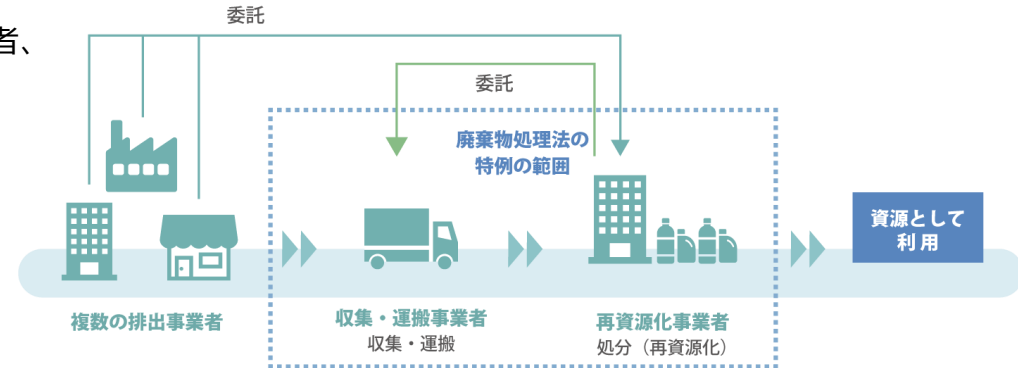 委託
者、
委託
廃棄物処理法の
特例の範囲
資源として
利用
複数の排出事業者
収集・運搬事業者
収集・運搬
再資源化事業者
処分（再資源化）